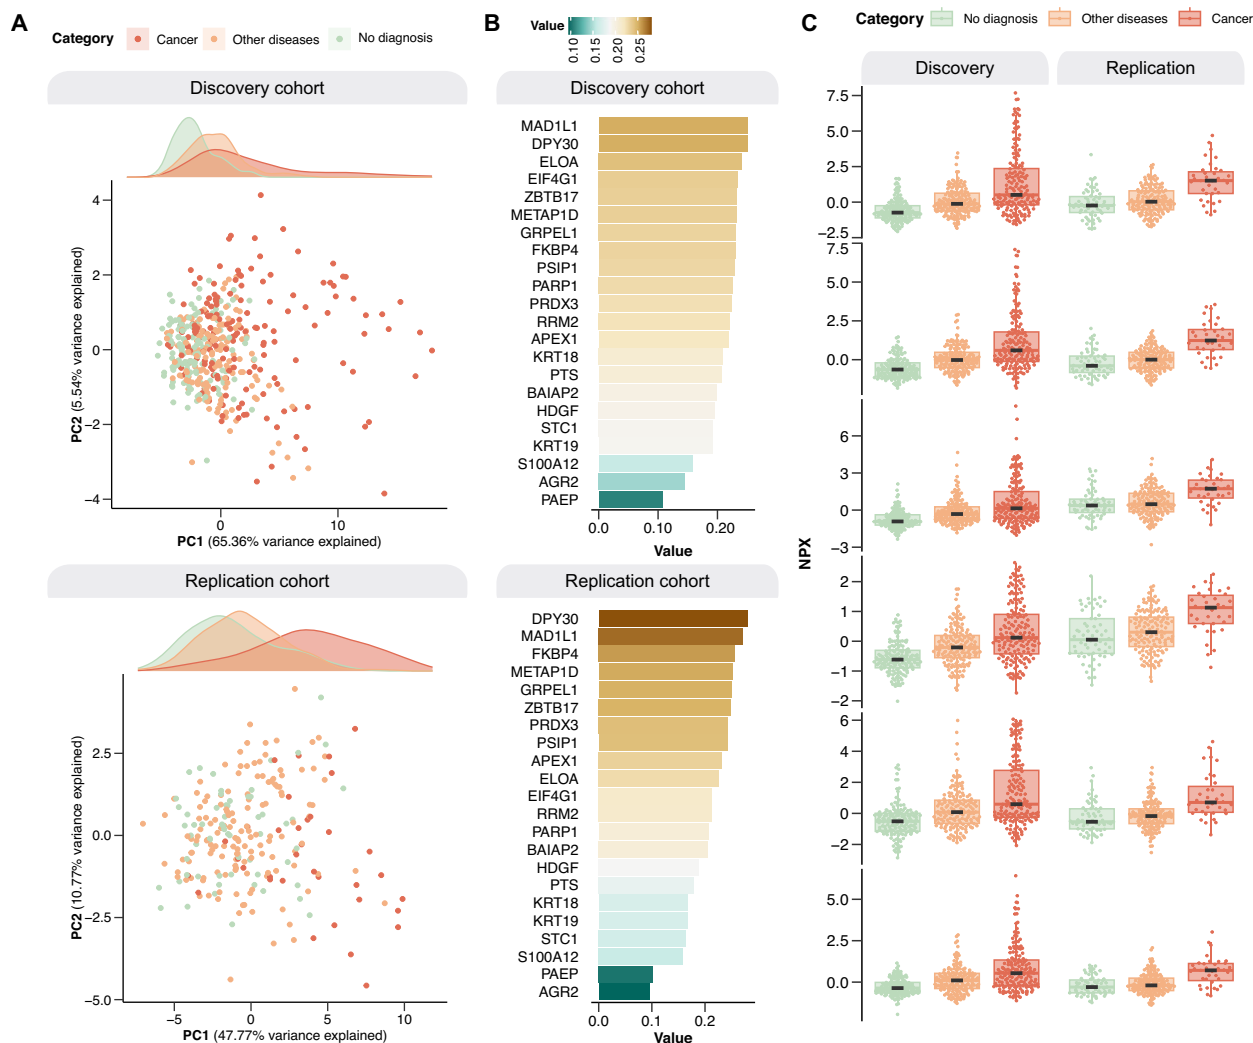 A
Category Cancer Other diseases No diagnosis
Discovery cohort
4
2
0
−2
−4
PC2 (5.54% variance explained)
0 10
PC1 (65.36% variance explained)
Replication cohort
2.5
0.0
−2.5
−5.0
PC2 (10.77% variance explained)
−5 0 5 10
PC1 (47.77% variance explained)
B
Value
0.10 0.15 0.20 0.25
Discovery cohort
MAD1L1
DPY30
ELOA
EIF4G1
ZBTB17
METAP1D
GRPEL1
FKBP4
PSIP1
PARP1
PRDX3
RRM2
APEX1
KRT18
PTS
BAIAP2
HDGF
STC1
KRT19
S100A12
AGR2
PAEP
0.0 0.10 0.20
Value
Replication cohort
DPY30
MAD1L1
FKBP4
METAP1D
GRPEL1
ZBTB17
PRDX3
PSIP1
APEX1
ELOA
EIF4G1
RRM2
PARP1
BAIAP2
HDGF
PTS
KRT18
KRT19
STC1
S100A12
PAEP
AGR2
0.0 0.1 0.2
Value
C
Category No diagnosis Other diseases Cancer
Discovery Replication
NPX
7.5
5.0
2.5
0.0
−2.5
7.5
5.0
2.5
0.0
6
3
0
−3
2
1
0
−1
−2
6
4
2
0
−2
5.0
2.5
0.0